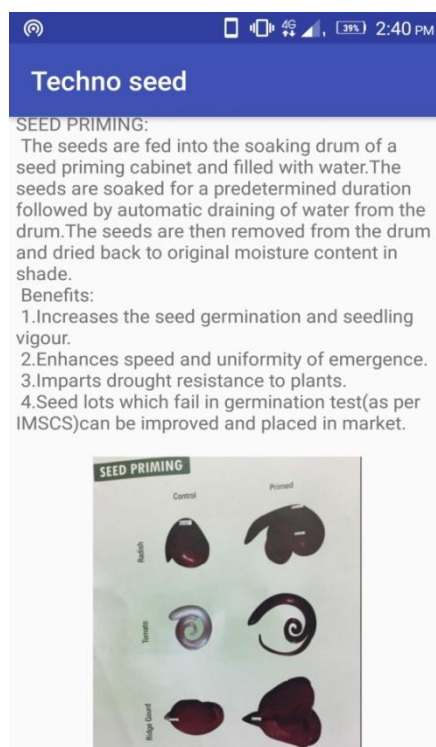 4G 39% 2:40 PM
Techno seed
SEED PRIMING:
The seeds are fed into the soaking drum of a
seed priming cabinet and filled with water.The
seeds are soaked for a predetermined duration
followed by automatic draining of water from the
drum.The seeds are then removed from the drum
and dried back to original moisture content in
shade.
Benefits:
1.Increases the seed germination and seedling
vigour.
2.Enhances speed and uniformity of emergence.
3.Imparts drought resistance to plants.
4.Seed lots which fail in germination test(as per
IMSCS)can be improved and placed in market.
SEED PRIMING
Control Primed
Radish
Tomato
Ridge Gourd